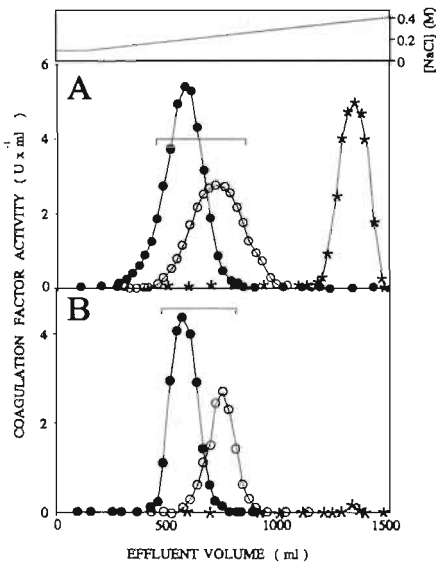 0.4
0.2
0
[NaCl] (M)
6
4
2
0
A
4
2
0
B
COAGULATION FACTOR ACTIVITY ( U x ml⁻¹ )
0 500 1000 1500
EFFLUENT VOLUME ( ml )